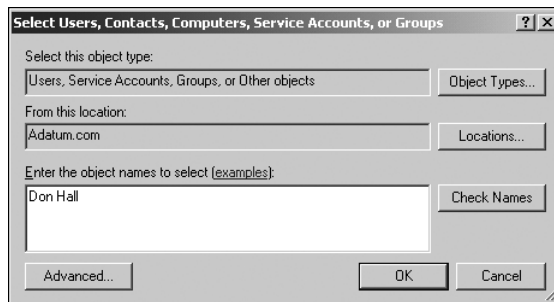 Select Users, Contacts, Computers, Service Accounts, or Groups
Select this object type:
Users, Service Accounts, Groups, or Other objects
Object Types...
From this location:
Adatum.com
Locations...
Enter the object names to select (examples):
Don Hall
Check Names
Advanced...
OK
Cancel